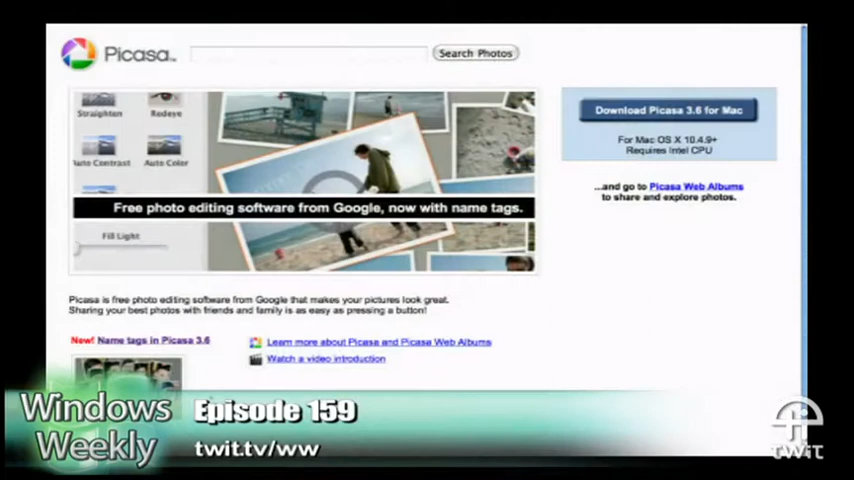 Picasa™
Search Photos
Straighten
Redeye
Auto Contrast
Auto Color
Fill Light
Free photo editing software from Google, now with name tags.
Download Picasa 3.6 for Mac
For Mac OS X 10.4.9+
Requires Intel CPU
...and go to Picasa Web Albums
to share and explore photos.
Picasa is free photo editing software from Google that makes your pictures look great.
Sharing your best photos with friends and family is as easy as pressing a button!
New! Name tags in Picasa 3.6
Learn more about Picasa and Picasa Web Albums
Watch a video introduction
Windows
Weekly
Episode 159
twit.tv/ww
twit